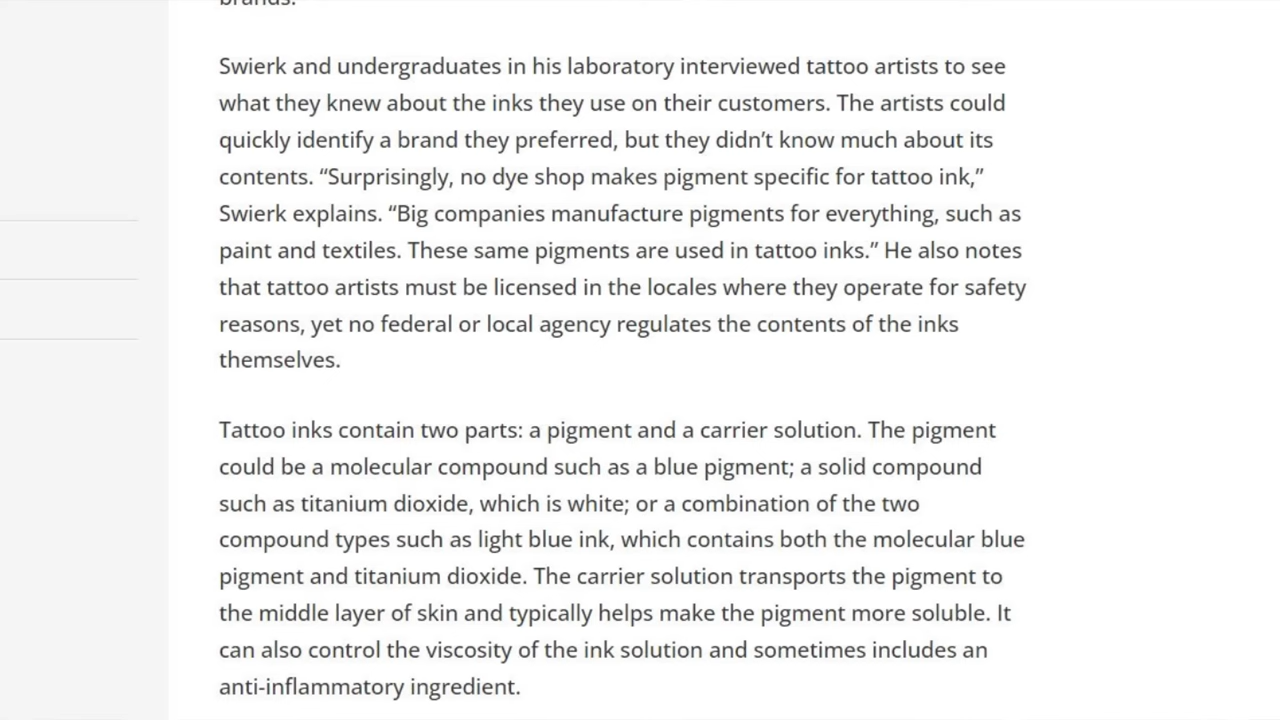 brands.
Swierk and undergraduates in his laboratory interviewed tattoo artists to see
what they knew about the inks they use on their customers. The artists could
quickly identify a brand they preferred, but they didn’t know much about its
contents. “Surprisingly, no dye shop makes pigment specific for tattoo ink,”
Swierk explains. “Big companies manufacture pigments for everything, such as
paint and textiles. These same pigments are used in tattoo inks.” He also notes
that tattoo artists must be licensed in the locales where they operate for safety
reasons, yet no federal or local agency regulates the contents of the inks
themselves.
Tattoo inks contain two parts: a pigment and a carrier solution. The pigment
could be a molecular compound such as a blue pigment; a solid compound
such as titanium dioxide, which is white; or a combination of the two
compound types such as light blue ink, which contains both the molecular blue
pigment and titanium dioxide. The carrier solution transports the pigment to
the middle layer of skin and typically helps make the pigment more soluble. It
can also control the viscosity of the ink solution and sometimes includes an
anti-inflammatory ingredient.